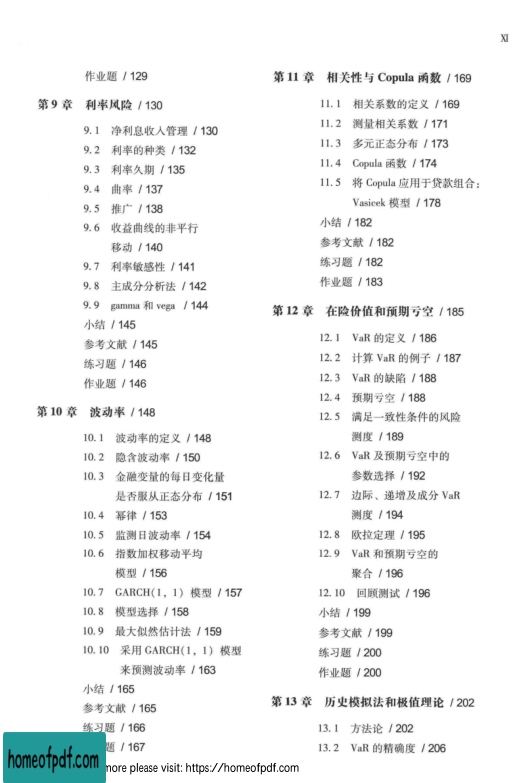 XI
作业题 / 129
第 9 章 利率风险 / 130
9. 1 净利息收入管理 / 130
9. 2 利率的种类 / 132
9. 3 利率久期 / 135
9. 4 曲率 / 137
9. 5 推广 / 138
9. 6 收益曲线的非平行
移动 / 140
9. 7 利率敏感性 / 141
9. 8 主成分分析法 / 142
9. 9 gamma 和 vega / 144
小结 / 145
参考文献 / 145
练习题 / 146
作业题 / 146
第 10 章 波动率 / 148
10. 1 波动率的定义 / 148
10. 2 隐含波动率 / 150
10. 3 金融变量的每日变化量
是否服从正态分布 / 151
10. 4 幂律 / 153
10. 5 监测日波动率 / 154
10. 6 指数加权移动平均
模型 / 156
10. 7 GARCH(1, 1) 模型 / 157
10. 8 模型选择 / 158
10. 9 最大似然估计法 / 159
10. 10 采用 GARCH(1, 1) 模型
来预测波动率 / 163
小结 / 165
参考文献 / 165
练习题 / 166
题 / 167
第 11 章 相关性与 Copula 函数 / 169
11. 1 相关系数的定义 / 169
11. 2 测量相关系数 / 171
11. 3 多元正态分布 / 173
11. 4 Copula 函数 / 174
11. 5 将 Copula 应用于贷款组合:
Vasicek 模型 / 178
小结 / 182
参考文献 / 182
练习题 / 182
作业题 / 183
第 12 章 在险价值和预期亏空 / 185
12. 1 VaR 的定义 / 186
12. 2 计算 VaR 的例子 / 187
12. 3 VaR 的缺陷 / 188
12. 4 预期亏空 / 188
12. 5 满足一致性条件的风险
测度 / 189
12. 6 VaR 及预期亏空中的
参数选择 / 192
12. 7 边际、递增及成分 VaR
测度 / 194
12. 8 欧拉定理 / 195
12. 9 VaR 和预期亏空的
聚合 / 196
12. 10 回顾测试 / 196
小结 / 199
参考文献 / 199
练习题 / 200
作业题 / 200
第 13 章 历史模拟法和极值理论 / 202
13. 1 方法论 / 202
13. 2 VaR 的精确度 / 206
homeofpdf.com
more please visit: https://homeofpdf.com